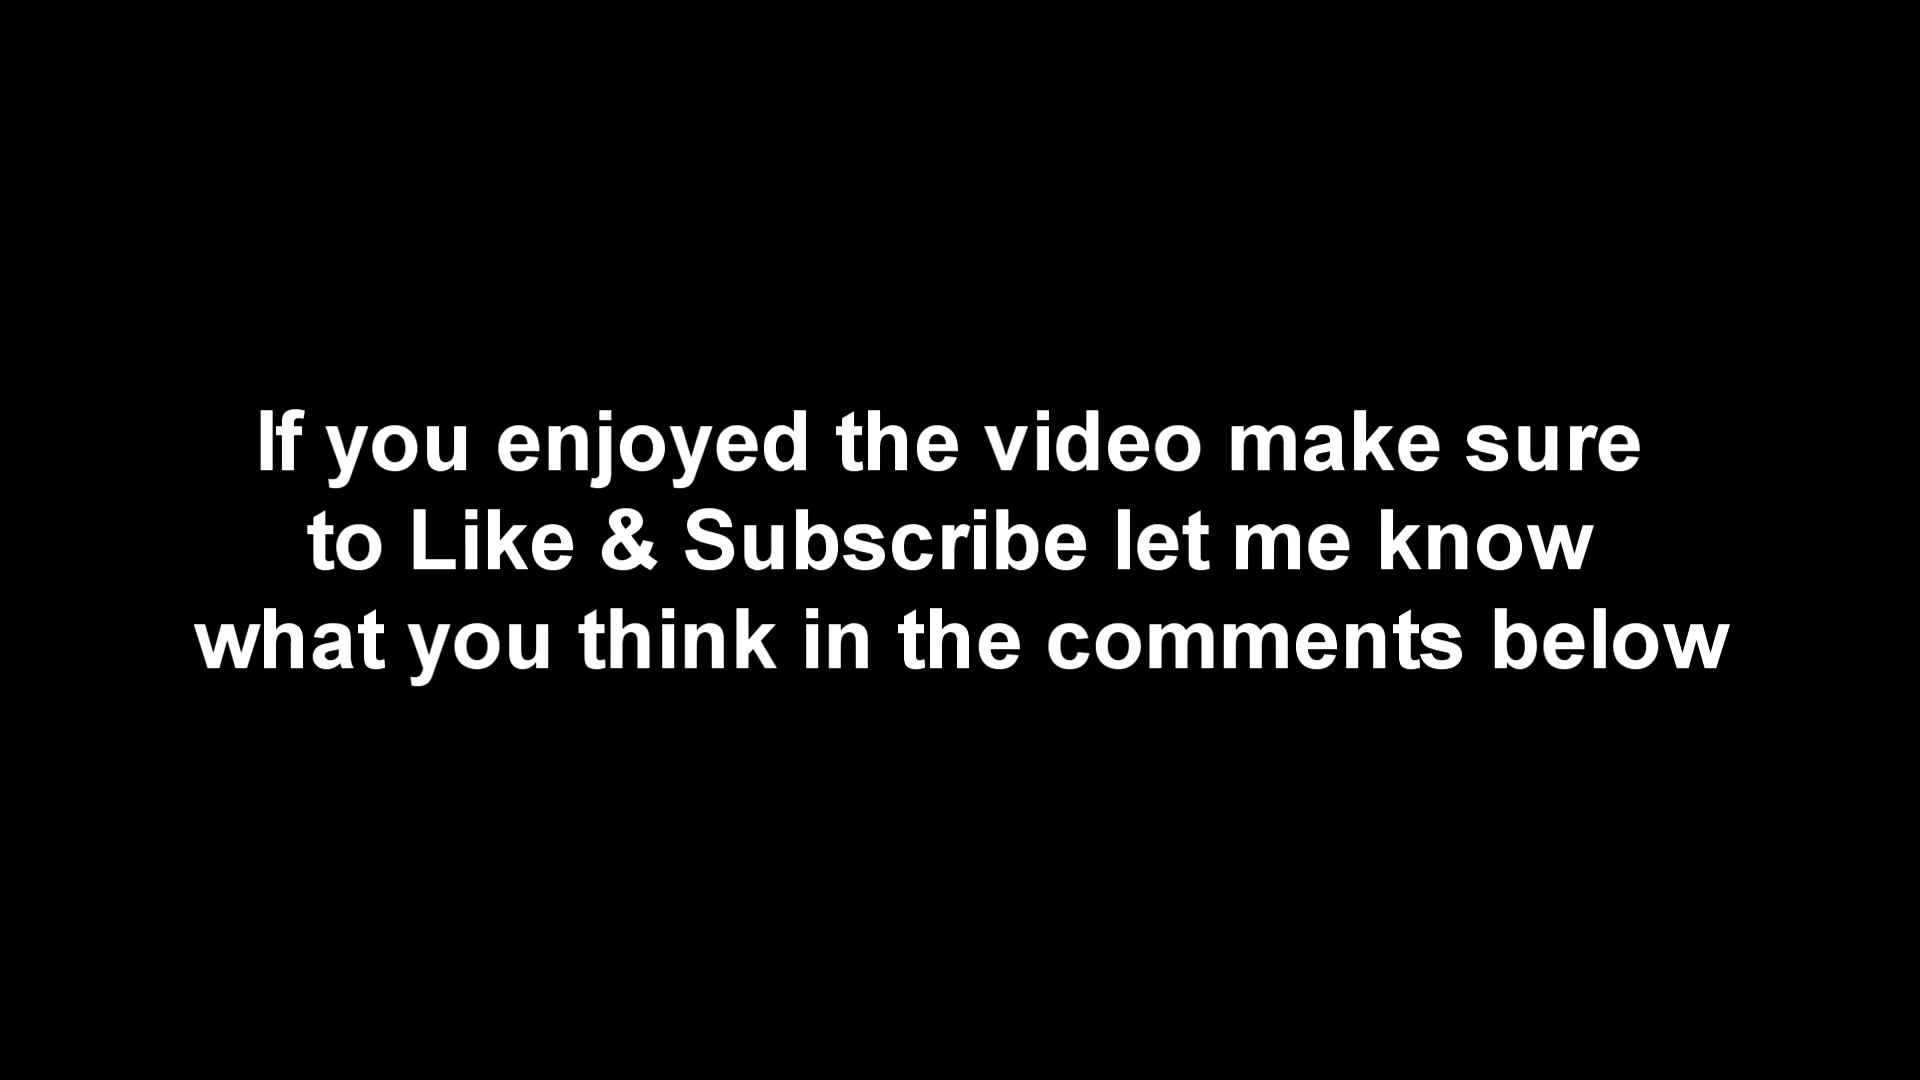 If you enjoyed the video make sure
to Like & Subscribe let me know
what you think in the comments below